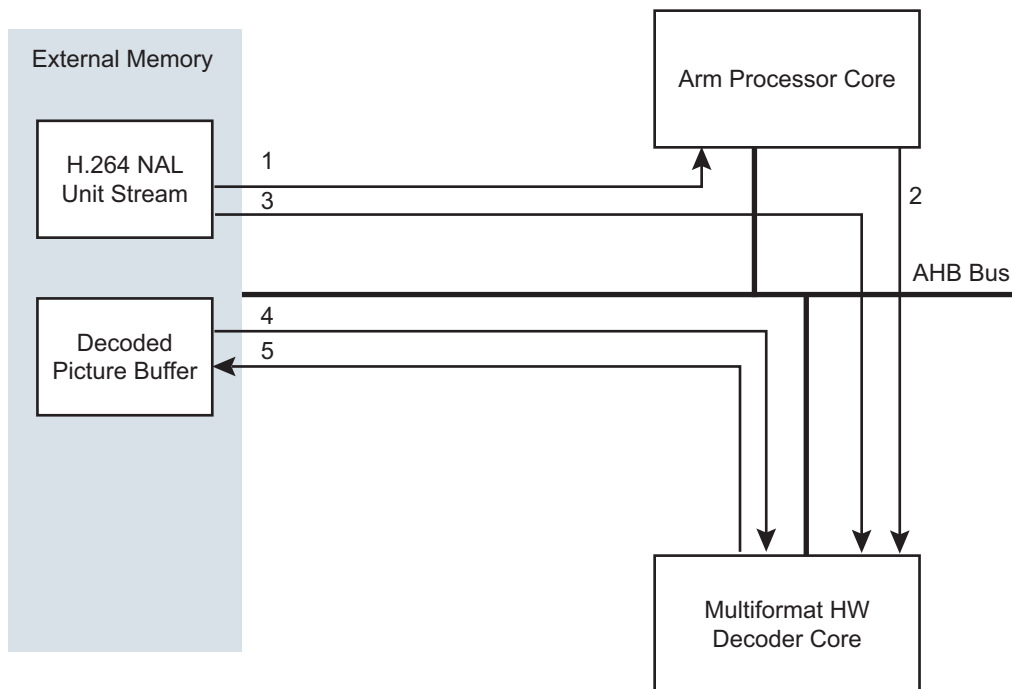 External Memory
Arm Processor Core
H.264 NAL
Unit Stream
1
3
2
AHB Bus
Decoded
Picture Buffer
4
5
Multiformat HW
Decoder Core